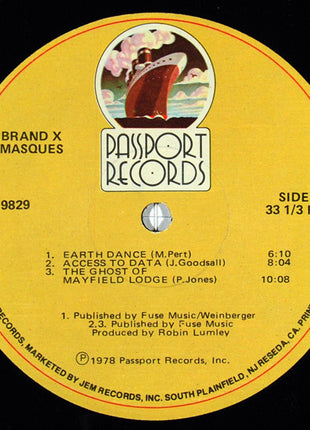 PASSPORT
RECORDS
BRAND X
MASQUES
9829
SIDE
33 1/3
1. EARTH DANCE (M.Pert) 6:10
2. ACCESS TO DATA (J.Goodsall) 8:04
3. THE GHOST OF
MAYFIELD LODGE (P.Jones) 10:08
1. Published by Fuse Music/Weinberger
2.3. Published by Fuse Music
Produced by Robin Lumley
Ⓟ1978 Passport Records, Inc.
RECORDS, MARKETED BY JEM RECORDS, INC. SOUTH PLAINFIELD, NJ RESEDA, CA. PRIN